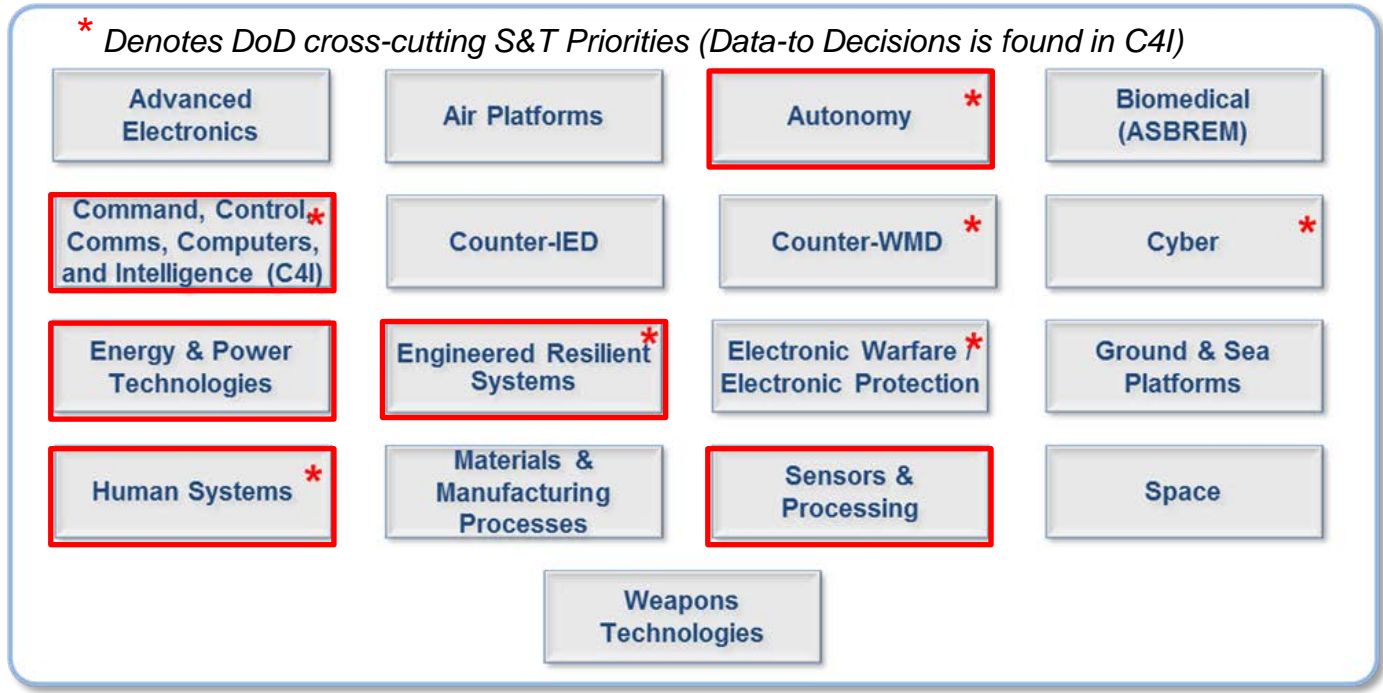 * Denotes DoD cross-cutting S&T Priorities (Data-to Decisions is found in C4I)
Advanced
Electronics
Air Platforms
Autonomy *
Biomedical
(ASBREM)
Command, Control, *
Comms, Computers,
and Intelligence (C4I)
Counter-IED
Counter-WMD *
Cyber *
Energy & Power
Technologies
Engineered Resilient *
Systems
Electronic Warfare / *
Electronic Protection
Ground & Sea
Platforms
Human Systems *
Materials &
Manufacturing
Processes
Sensors &
Processing
Space
Weapons
Technologies